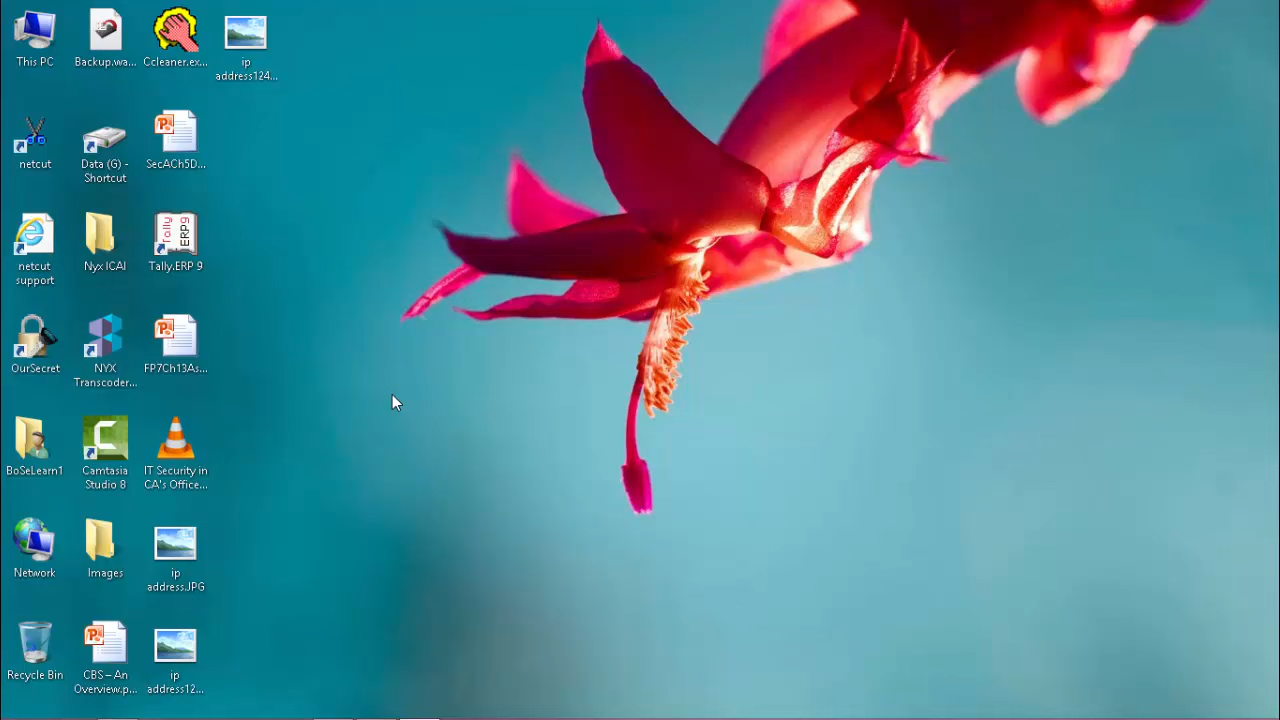 This PC
Backup.wa...
Ccleaner.ex...
ip
address124...
netcut
Data (G) -
Shortcut
SecACh5D...
netcut
support
Nyx ICAI
Tally
ERP9
Tally.ERP 9
OurSecret
NYX
Transcoder...
FP7Ch13As...
BoSeLearn1
Camtasia
Studio 8
IT Security in
CA's Office...
Network
Images
ip
address.JPG
Recycle Bin
CBS – An
Overview.p...
ip
address12...